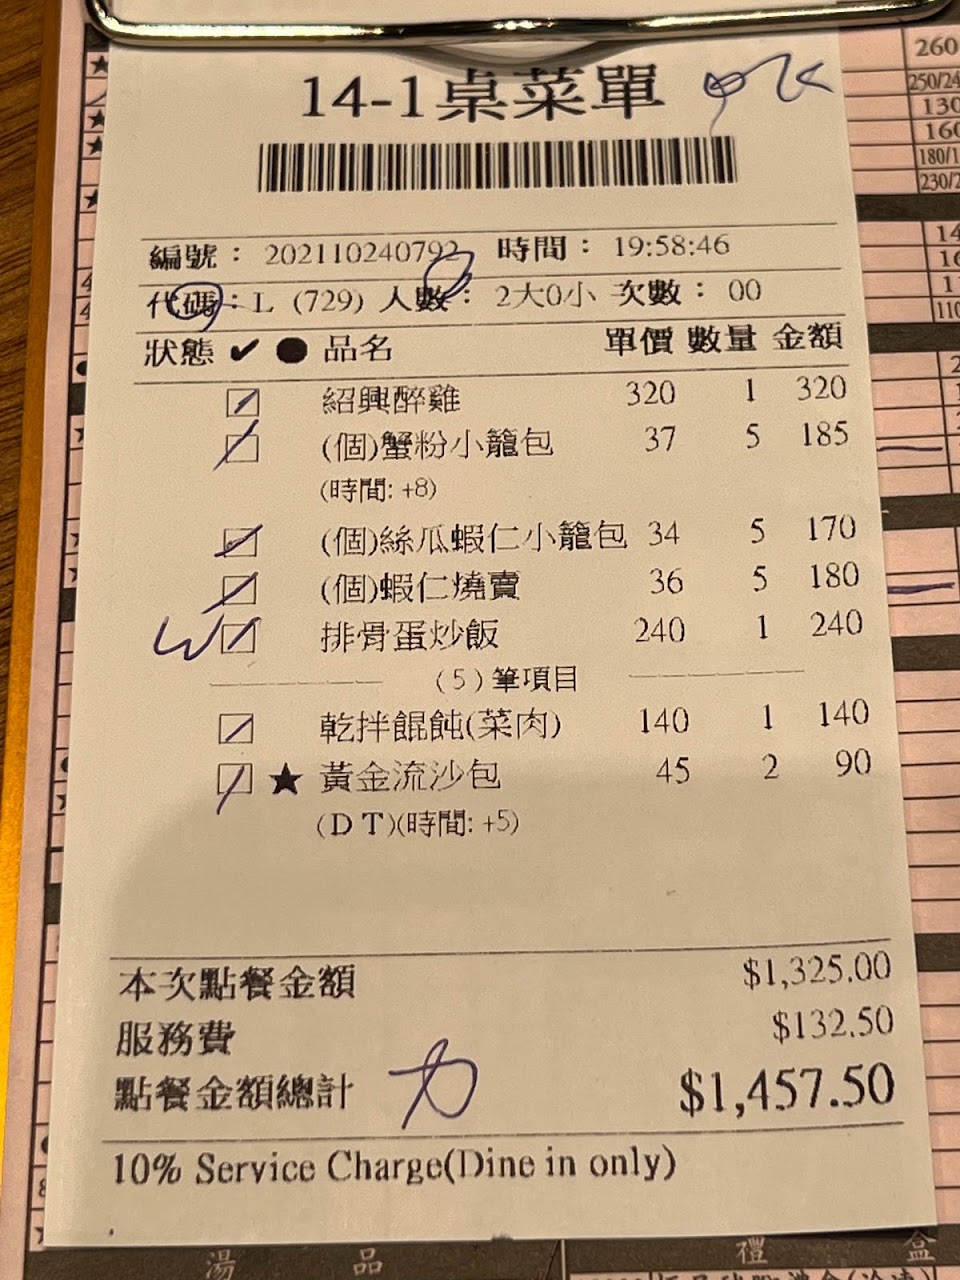 14-1桌菜單
編號： 202110240792 時間： 19:58:46
代碼：L (729) 人數： 2大0小 次數： 00
狀態 ✔ ● 品名 單價 數量 金額
紹興醉雞 320 1 320
(個)蟹粉小籠包 37 5 185
(時間: +8)
(個)絲瓜蝦仁小籠包 34 5 170
(個)蝦仁燒賣 36 5 180
排骨蛋炒飯 240 1 240
(5)筆項目
乾拌餛飩(菜肉) 140 1 140
★ 黃金流沙包 45 2 90
(DT)(時間: +5)
本次點餐金額 $1,325.00
服務費 $132.50
點餐金額總計 $1,457.50
10% Service Charge(Dine in only)
湯 品 禮 盒
260
130